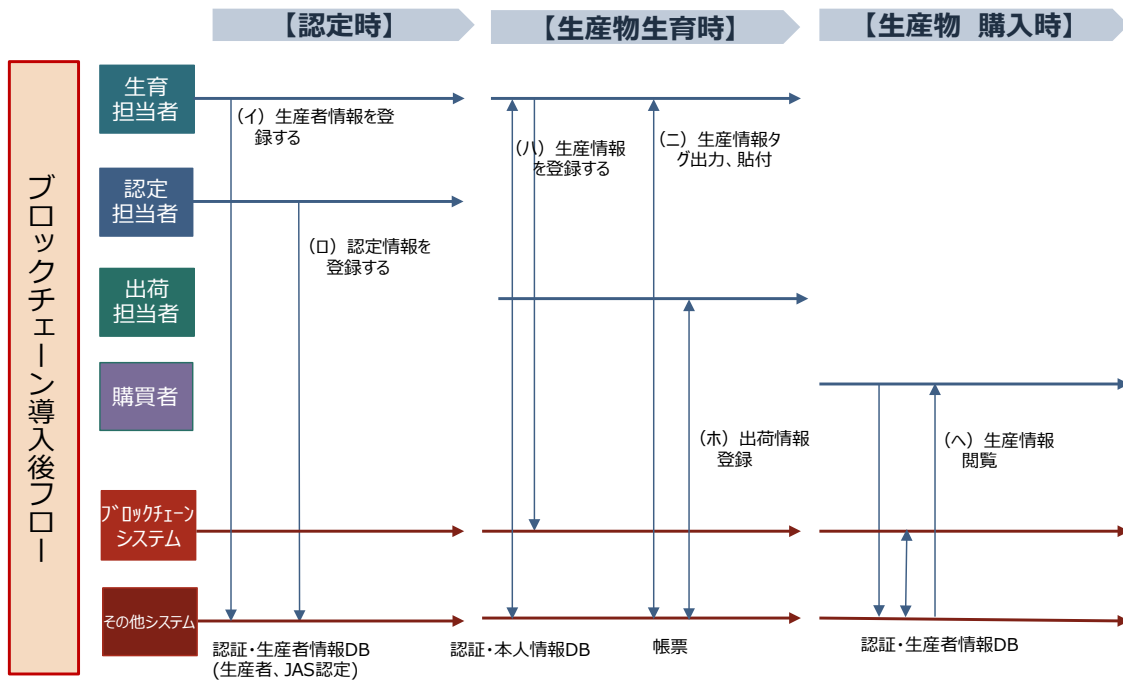 【認定時】
【生産物生育時】
【生産物 購入時】
ブロックチェーン導入後フロー
生育
担当者
(イ) 生産者情報を登
録する
(ハ) 生産情報
を登録する
(ニ) 生産情報タ
グ出力、貼付
認定
担当者
(ロ) 認定情報を
登録する
出荷
担当者
購買者
(ホ) 出荷情報
登録
(ヘ) 生産情報
閲覧
ブロックチェーン
システム
その他システム
認証・生産者情報DB
(生産者、JAS認定)
認証・本人情報DB
帳票
認証・生産者情報DB